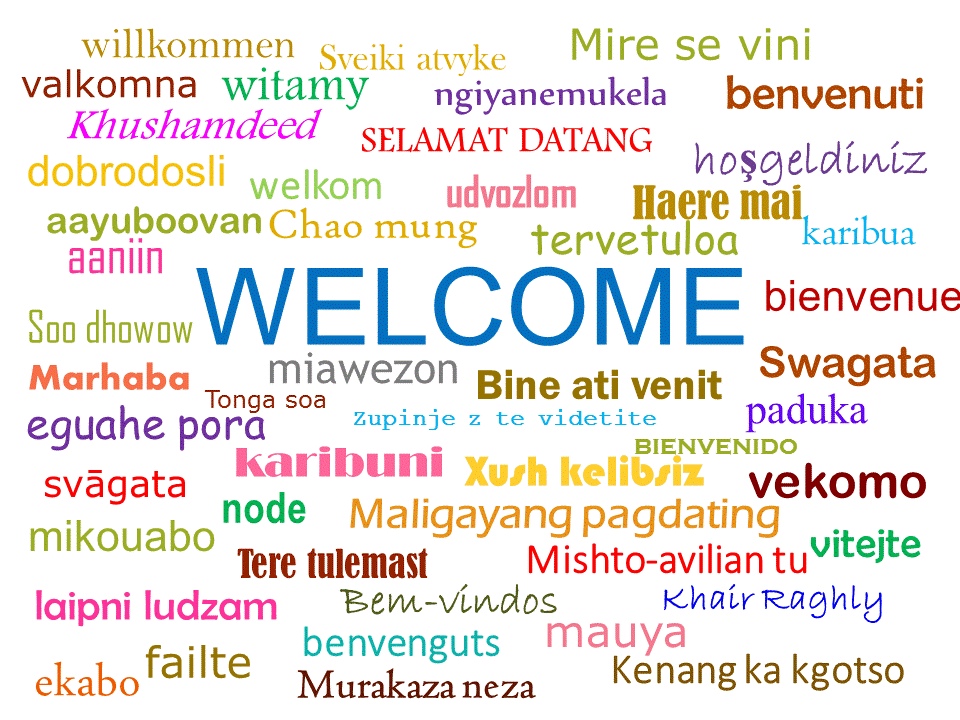 willkommen
Sveiki atvyke
Mire se vini
valkomna
witamy
ngiyanemukela
benvenuti
Khushamdeed
SELAMAT DATANG
hoşgeldiniz
dobrodosli
welkom
udvozlom
Haere mai
aayuboovan
Chao mung
tervetuloa
karibua
aaniin
WELCOME
bienvenue
Soo dhowow
miawezon
Swagata
Marhaba
Bine ati venit
Tonga soa
paduka
eguahe pora
Zupinje z te videtite
BIENVENIDO
karibuni
Xush kelibsiz
vekomo
svāgata
node
Maligayang pagdating
mikouabo
vitejte
Tere tulemast
Mishto-avilian tu
laipni ludzam
Bem-vindos
Khair Raghly
benvenguts
mauya
failte
Kenang ka kgotso
ekabo
Murakaza neza